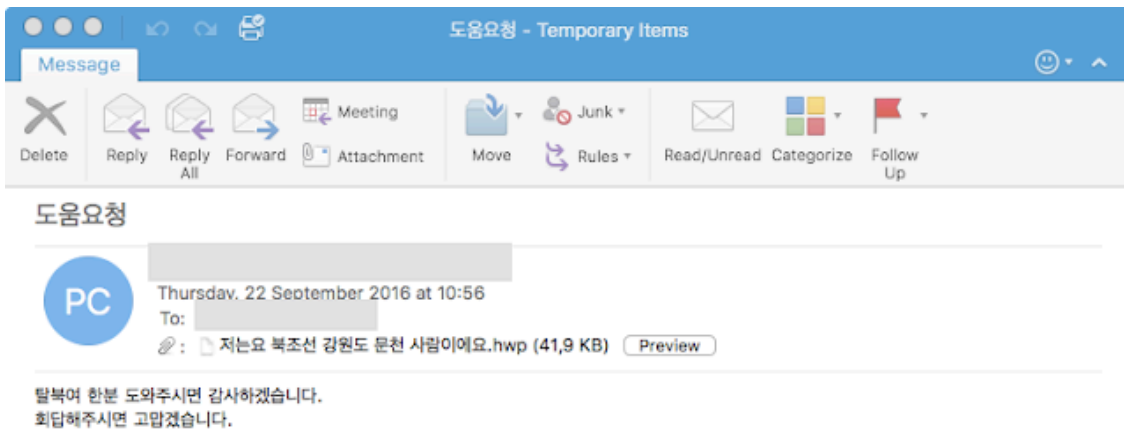 도움요청 - Temporary Items
Message
Delete
Reply
Reply All
Forward
Meeting
Attachment
Move
Junk
Rules
Read/Unread
Categorize
Follow Up
도움요청
PC
Thursday, 22 September 2016 at 10:56
To:
저는요 북조선 강원도 문천 사람이에요.hwp (41,9 KB)
Preview
탈북여 한분 도와주시면 감사하겠습니다.
회답해주시면 고맙겠습니다.